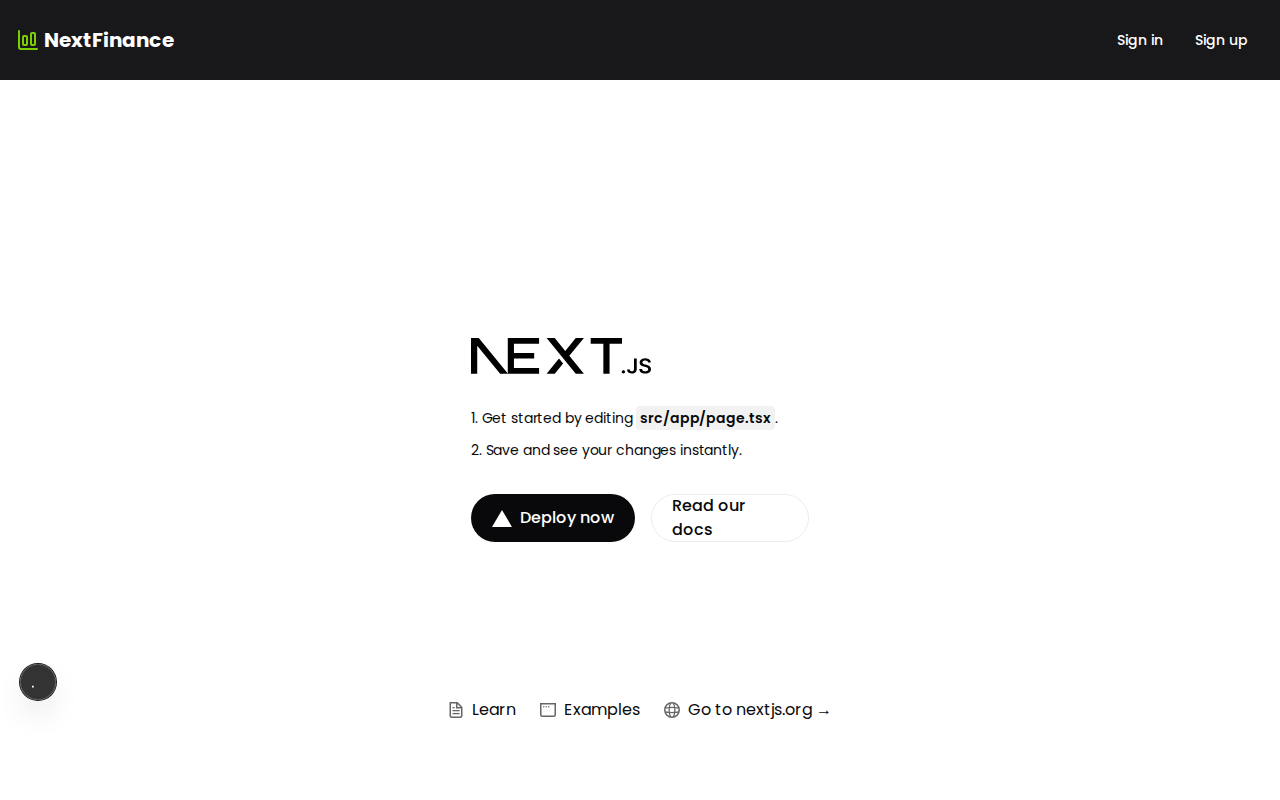 NextFinance
Sign in
Sign up
NEXT.JS
1. Get started by editing src/app/page.tsx.
2. Save and see your changes instantly.
Deploy now
Read our
docs
Learn
Examples
Go to nextjs.org →